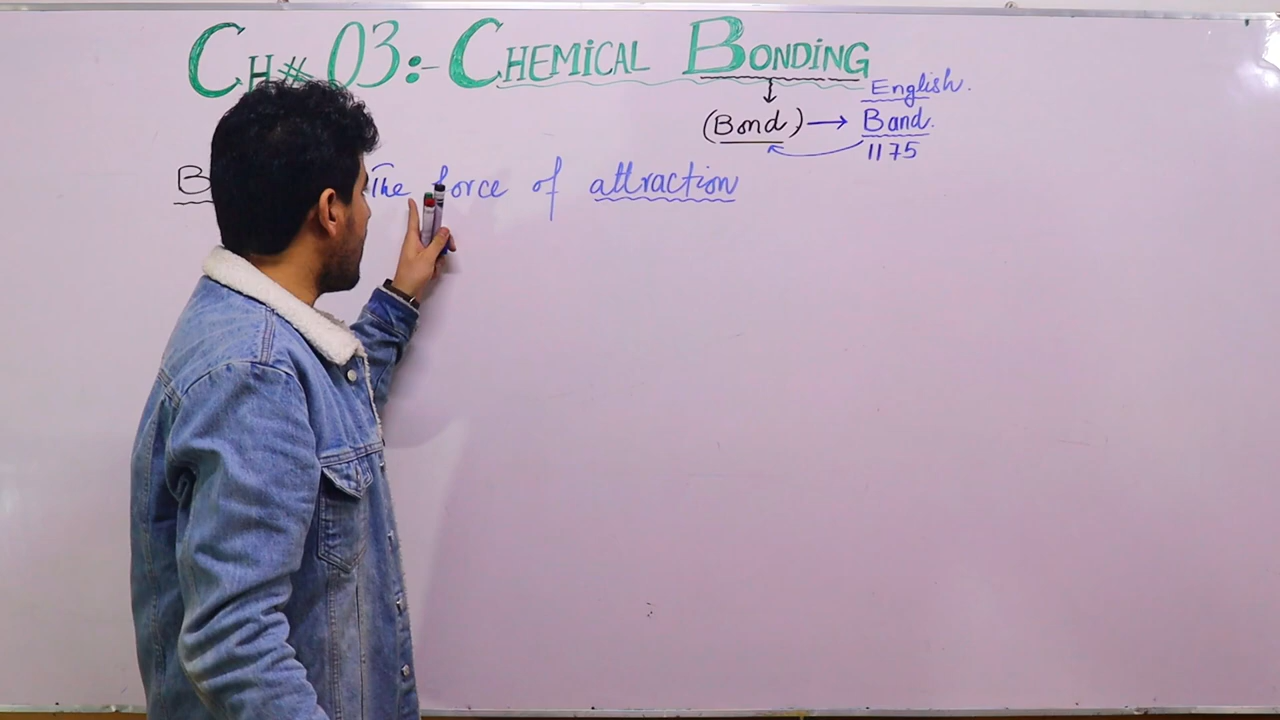 CH# 03:- CHEMICAL BONDING
English.
(Bond) → Band.
1175
The force of attraction